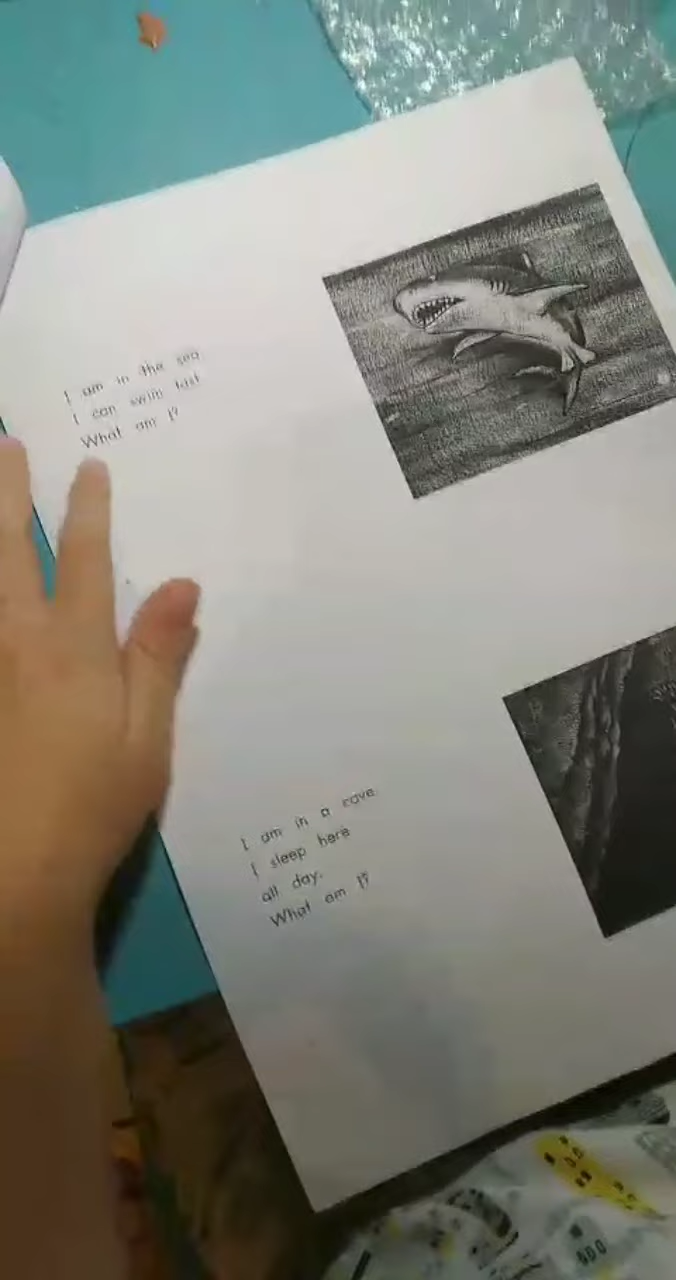 I am in the sea
I can swim fast
What am I?
I am in a cave
I sleep here
all day.
What am I?